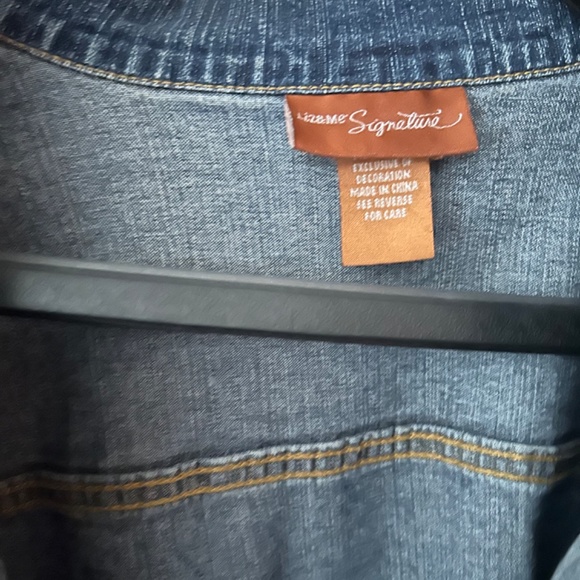 Liz&Me® Signature
EXCLUSIVE OF
DECORATION
MADE IN CHINA
SEE REVERSE
FOR CARE